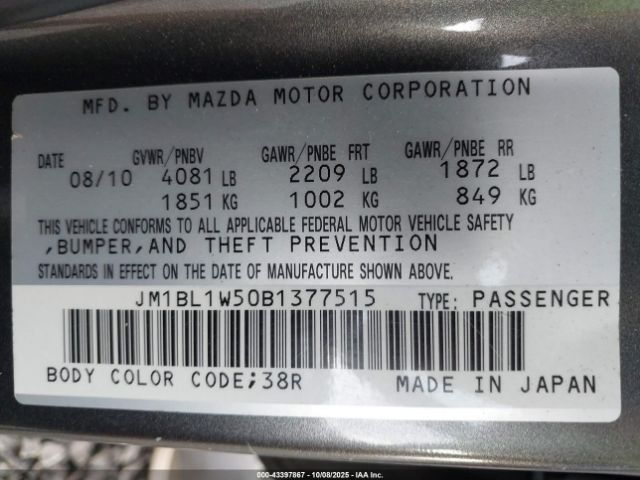 MFD. BY MAZDA MOTOR CORPORATION
DATE GVWR/PNBV GAWR/PNBE FRT GAWR/PNBE RR
08/10 4081 LB 2209 LB 1872 LB
1851 KG 1002 KG 849 KG
THIS VEHICLE CONFORMS TO ALL APPLICABLE FEDERAL MOTOR VEHICLE SAFETY
,BUMPER,AND THEFT PREVENTION
STANDARDS IN EFFECT ON THE DATE OF MANUFACTURE SHOWN ABOVE.
JM1BL1W50B1377515 TYPE: PASSENGER
BODY COLOR CODE;38R MADE IN JAPAN
000-43397867 - 10/08/2025 - IAA Inc.